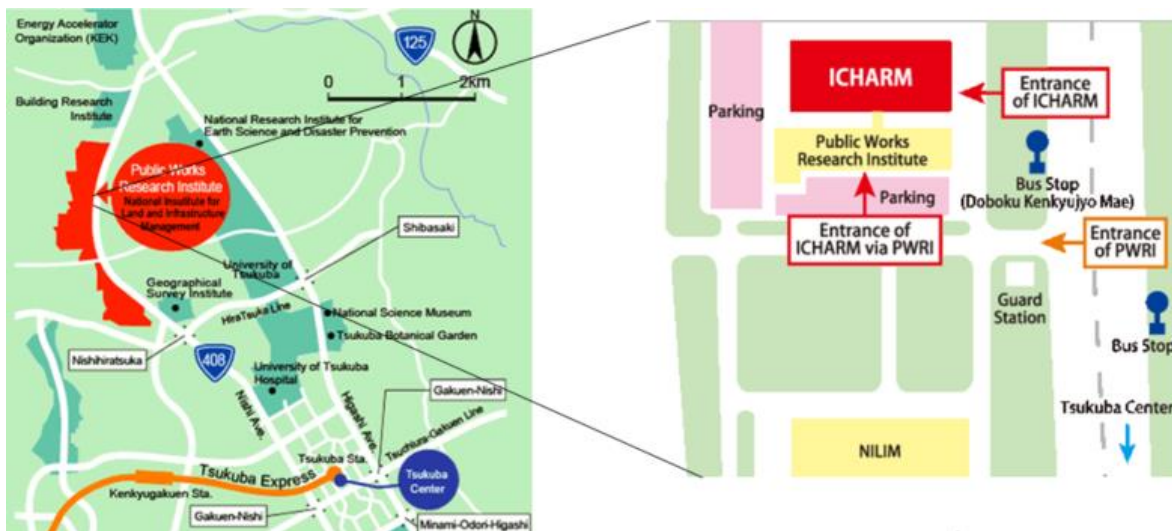 Energy Accelerator
Organization (KEK)
N
125
0 1 2km
Building Research
Institute
National Research Institute for
Earth Science and Disaster Prevention
Public Works
Research Institute
National Institute for
Land and Infrastructure
Management
Shibasaki
University of
Tsukuba
Geographical
Survey Institute
HiraTsuka Line
National Science Museum
Tsukuba Botanical Garden
Nishihiratsuka
408
University of Tsukuba
Hospital
Gakuen-Nishi
Nishi Ave.
Higashi Ave.
Tsuchiura-Gakuen Line
Tsukuba Sta.
Tsukuba Express
Tsukuba
Center
Kenkyugakuen Sta.
Gakuen-Nishi
Minami-Odori-Higashi
ICHARM
Entrance
of ICHARM
Parking
Public Works
Research Institute
Bus Stop
(Doboku Kenkyujyo Mae)
Parking
Entrance of
ICHARM via PWRI
Entrance
of PWRI
Guard
Station
Bus Stop
Tsukuba Center
NILIM